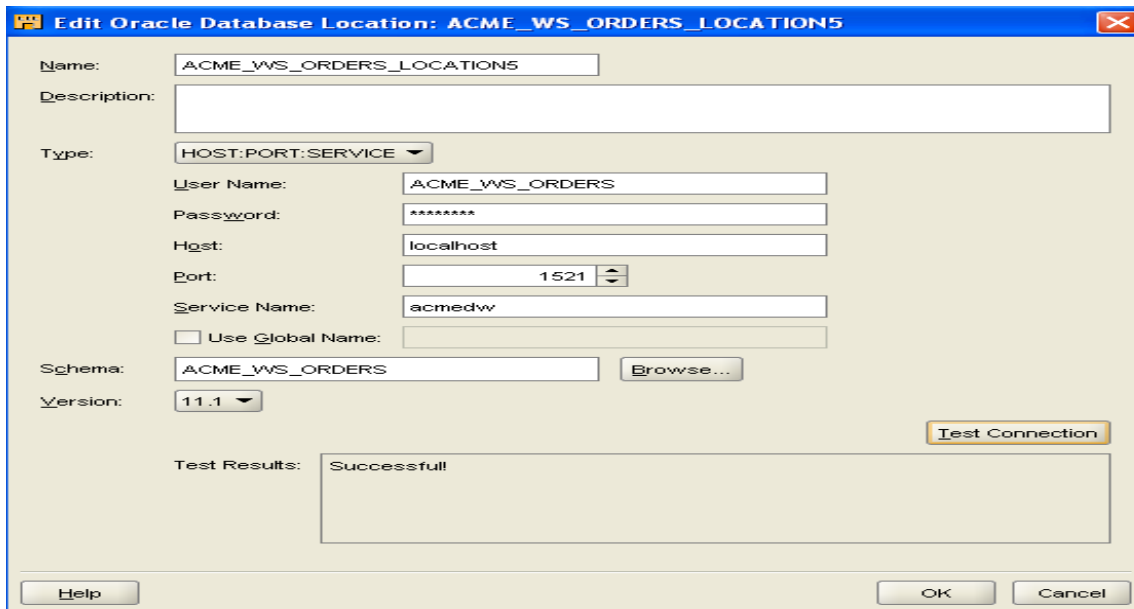 Edit Oracle Database Location: ACME_WS_ORDERS_LOCATION5
Name: ACME_WS_ORDERS_LOCATION5
Description:
Type: HOST:PORT:SERVICE
User Name: ACME_WS_ORDERS
Password: ********
Host: localhost
Port: 1521
Service Name: acmedw
Use Global Name:
Schema: ACME_WS_ORDERS Browse...
Version: 11.1
Test Connection
Test Results: Successful!
Help OK Cancel